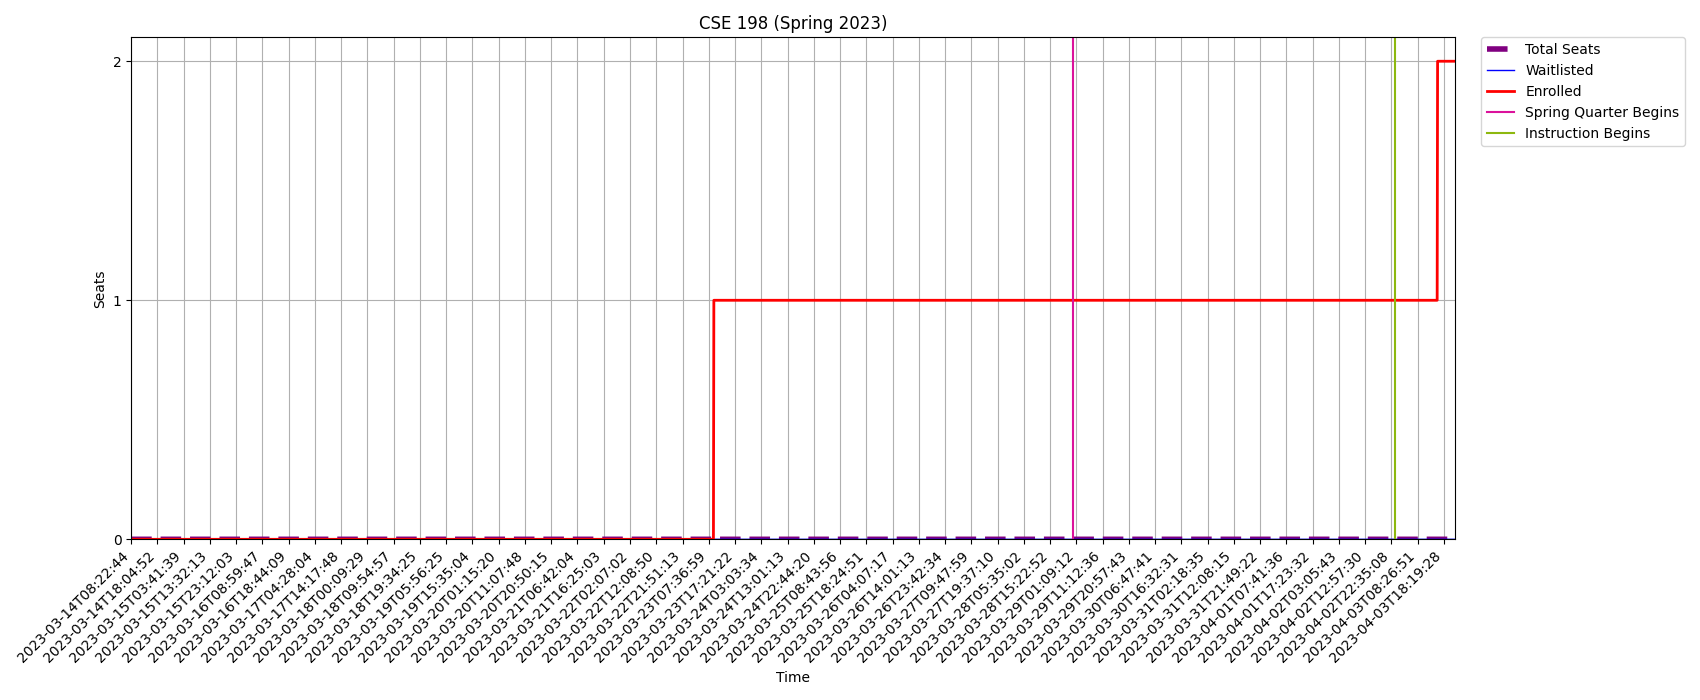 CSE 198 (Spring 2023)
Total Seats
Waitlisted
Enrolled
Spring Quarter Begins
Instruction Begins
Seats
2
1
0
2023-03-14T08:22:44
2023-03-14T18:04:52
2023-03-15T03:41:39
2023-03-15T13:32:13
2023-03-15T23:12:03
2023-03-16T08:59:47
2023-03-16T18:44:09
2023-03-17T04:28:04
2023-03-17T14:17:48
2023-03-18T00:09:29
2023-03-18T09:54:57
2023-03-18T19:34:25
2023-03-19T05:56:25
2023-03-19T15:35:04
2023-03-20T01:15:20
2023-03-20T11:07:48
2023-03-20T20:50:15
2023-03-21T06:42:04
2023-03-21T16:25:03
2023-03-22T02:07:02
2023-03-22T12:08:50
2023-03-22T21:51:13
2023-03-23T07:36:59
2023-03-23T17:21:22
2023-03-24T03:03:34
2023-03-24T13:01:13
2023-03-24T22:44:20
2023-03-25T08:43:56
2023-03-25T18:24:51
2023-03-26T04:07:17
2023-03-26T14:01:13
2023-03-26T23:42:34
2023-03-27T09:47:59
2023-03-27T19:37:10
2023-03-28T05:35:02
2023-03-28T15:22:52
2023-03-29T01:09:12
2023-03-29T11:12:36
2023-03-29T20:57:43
2023-03-30T06:47:41
2023-03-30T16:32:31
2023-03-31T02:18:35
2023-03-31T12:08:15
2023-03-31T21:49:22
2023-04-01T07:41:36
2023-04-01T17:23:32
2023-04-02T03:05:43
2023-04-02T12:57:30
2023-04-02T22:35:08
2023-04-03T08:26:51
2023-04-03T18:19:28
Time